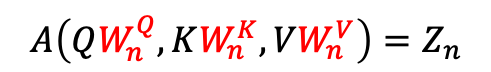 A(QW_n^Q, KW_n^K, VW_n^V) = Z_n